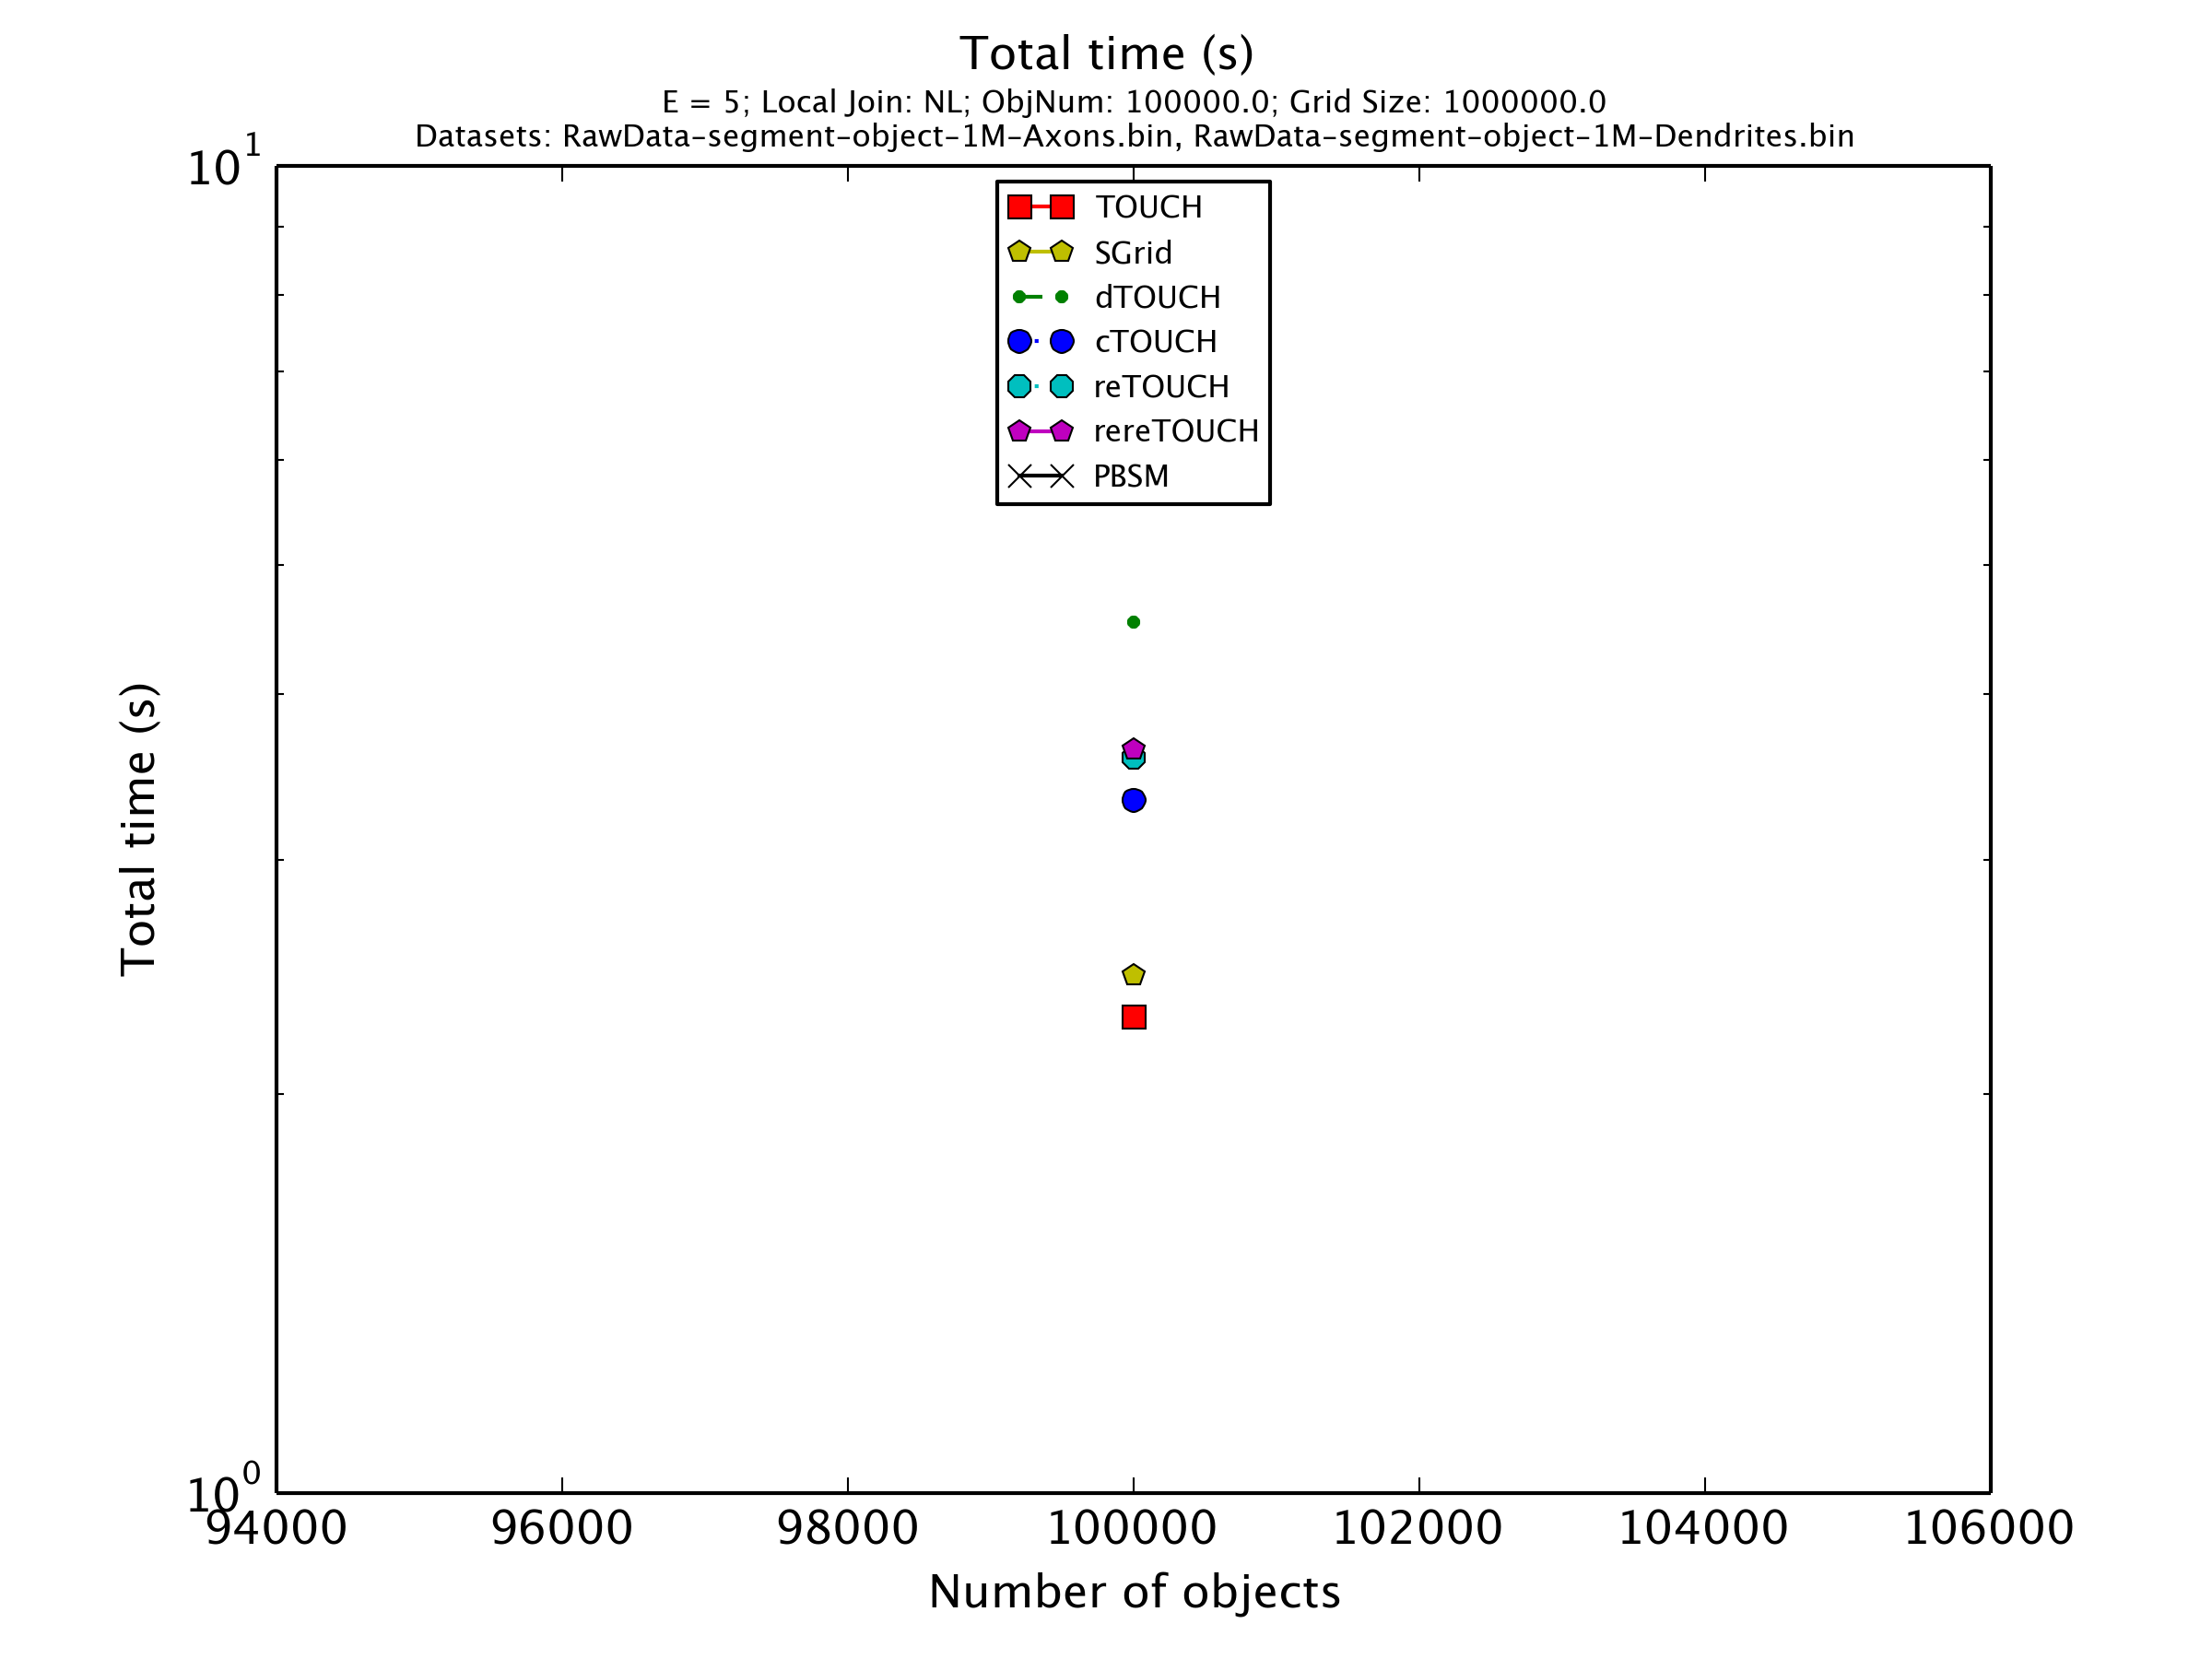 Total time (s)
E = 5; Local Join: NL; ObjNum: 100000.0; Grid Size: 1000000.0
Datasets: RawData-segment-object-1M-Axons.bin, RawData-segment-object-1M-Dendrites.bin
10^1
TOUCH
SGrid
dTOUCH
cTOUCH
reTOUCH
rereTOUCH
PBSM
Total time (s)
10^0
94000 96000 98000 100000 102000 104000 106000
Number of objects